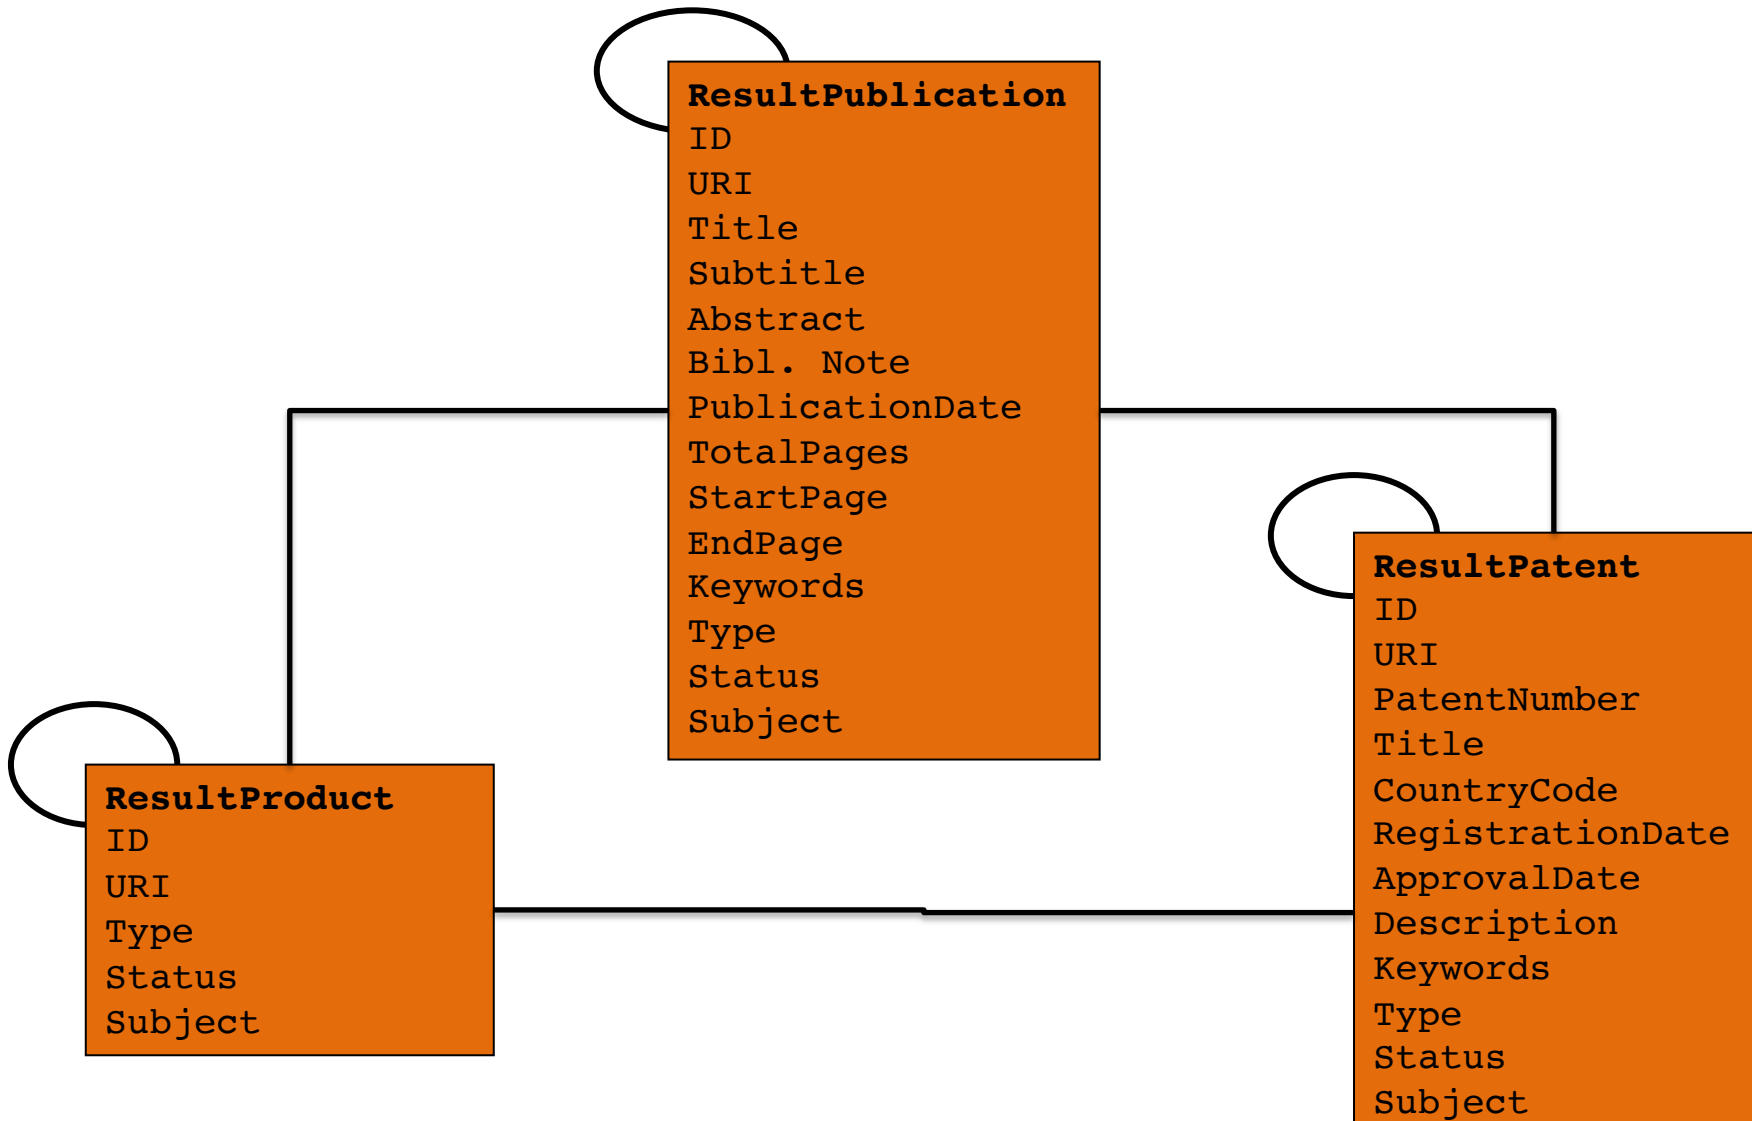 ResultPublication
ID
URI
Title
Subtitle
Abstract
Bibl. Note
PublicationDate
TotalPages
StartPage
EndPage
Keywords
Type
Status
Subject
ResultProduct
ID
URI
Type
Status
Subject
ResultPatent
ID
URI
PatentNumber
Title
CountryCode
RegistrationDate
ApprovalDate
Description
Keywords
Type
Status
Subject